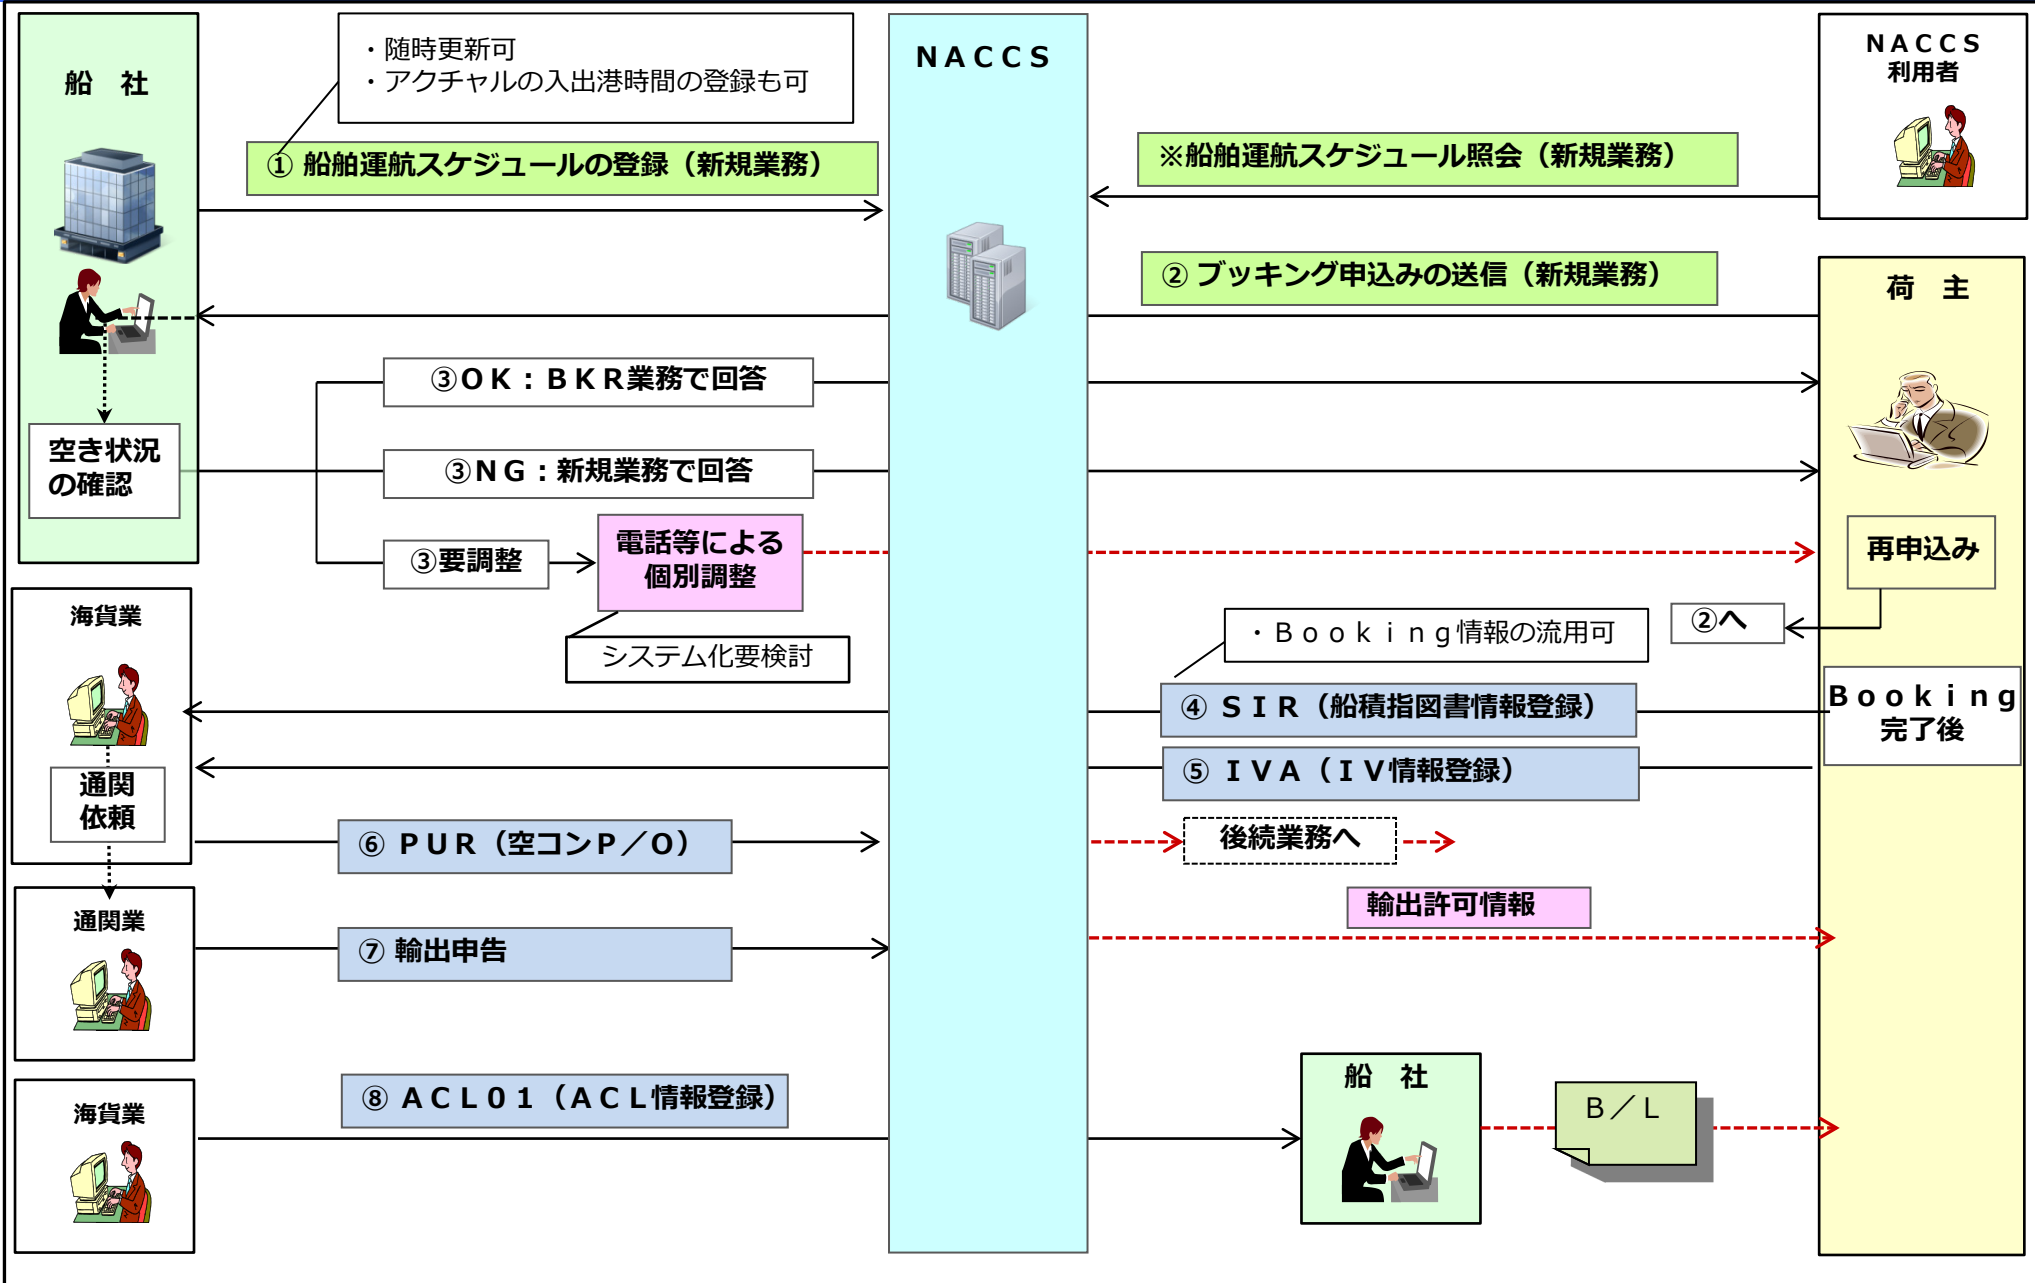 船　社
・随時更新可
・アクチャルの入出港時間の登録も可
ＮＡＣＣＳ
ＮＡＣＣＳ
利用者
① 船舶運航スケジュールの登録（新規業務）
※船舶運航スケジュール照会（新規業務）
② ブッキング申込みの送信（新規業務）
荷　主
③ＯＫ：ＢＫＲ業務で回答
空き状況
の確認
③ＮＧ：新規業務で回答
③要調整
電話等による
個別調整
再申込み
システム化要検討
②へ
・Ｂｏｏｋｉｎｇ情報の流用可
海貨業
④ ＳＩＲ（船積指図書情報登録）
Ｂｏｏｋｉｎｇ
完了後
⑤ ＩＶＡ（ＩＶ情報登録）
通関
依頼
⑥ ＰＵＲ（空コンＰ／Ｏ）
後続業務へ
輸出許可情報
通関業
⑦ 輸出申告
海貨業
⑧ ＡＣＬ０１（ＡＣＬ情報登録）
船　社
Ｂ／Ｌ